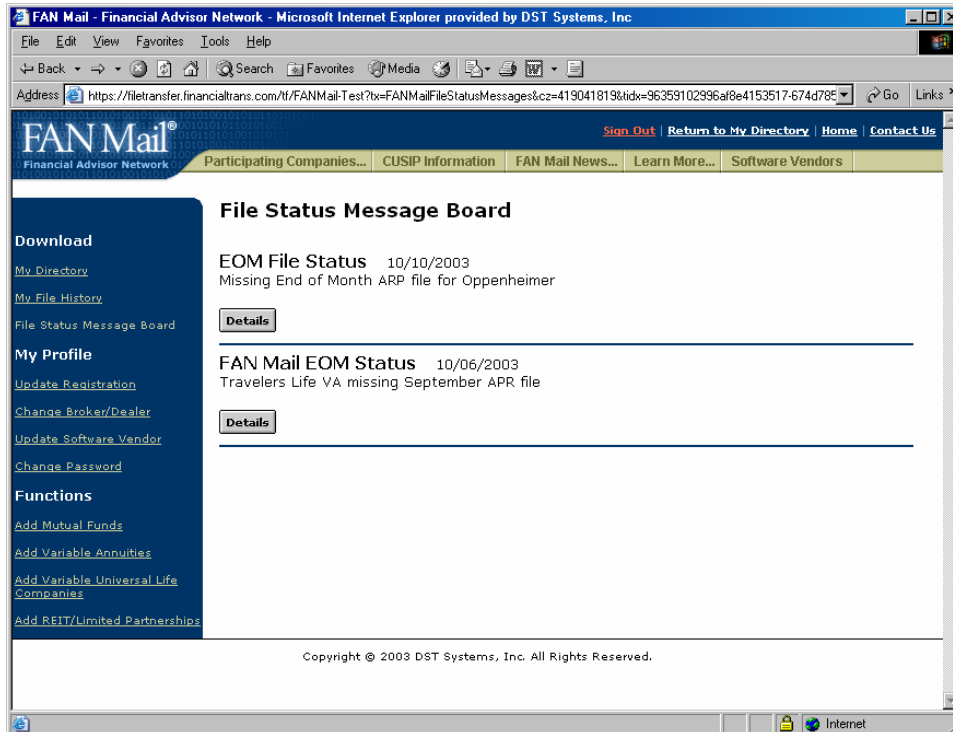 FAN Mail - Financial Advisor Network - Microsoft Internet Explorer provided by DST Systems, Inc
File Edit View Favorites Tools Help
Back Search Favorites Media
Address https://filetransfer.financialtrans.com/tf/FANMail-Test?tx=FANMailFileStatusMessages&cz=419041819&tidx=96359102996af8e4153517-674d785 Go Links
FAN Mail®
Financial Advisor Network
Sign Out | Return to My Directory | Home | Contact Us
Participating Companies... CUSIP Information FAN Mail News... Learn More... Software Vendors
Download
My Directory
My File History
File Status Message Board
My Profile
Update Registration
Change Broker/Dealer
Update Software Vendor
Change Password
Functions
Add Mutual Funds
Add Variable Annuities
Add Variable Universal Life
Companies
Add REIT/Limited Partnerships
File Status Message Board
EOM File Status 10/10/2003
Missing End of Month ARP file for Oppenheimer
Details
FAN Mail EOM Status 10/06/2003
Travelers Life VA missing September APR file
Details
Copyright © 2003 DST Systems, Inc. All Rights Reserved.
Internet